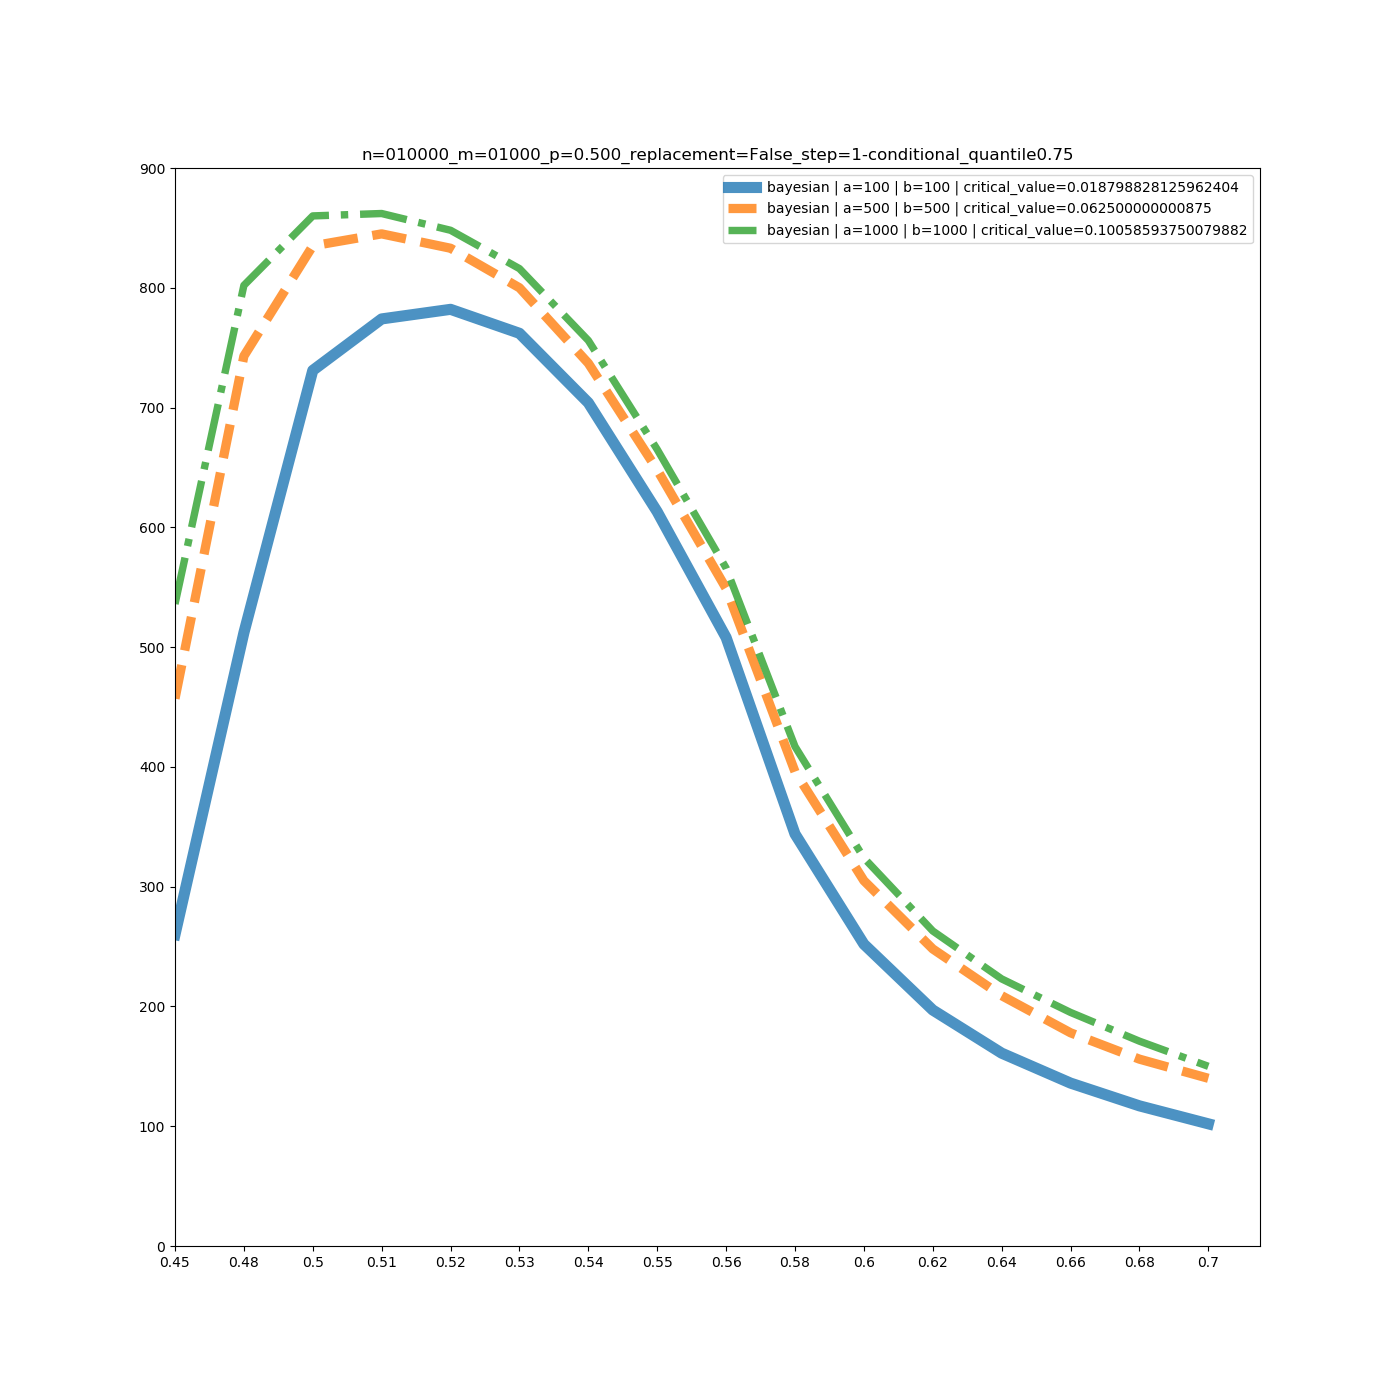 n=010000_m=01000_p=0.500_replacement=False_step=1-conditional_quantile0.75
bayesian | a=100 | b=100 | critical_value=0.018798828125962404
bayesian | a=500 | b=500 | critical_value=0.062500000000875
bayesian | a=1000 | b=1000 | critical_value=0.10058593750079882
900
800
700
600
500
400
300
200
100
0
0.45 0.48 0.5 0.51 0.52 0.53 0.54 0.55 0.56 0.58 0.6 0.62 0.64 0.66 0.68 0.7